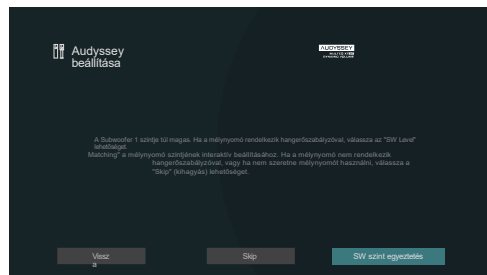 Audyssey
beállítása
AUDYSSEY
A Subwoofer 1 szintje túl magas. Ha a mélynyomó rendelkezik hangerőszabályzóval, válassza az "SW Level"
lehetőséget.
Matching" a mélynyomó szintjének interaktív beállításához. Ha a mélynyomó nem rendelkezik
hangerőszabályzóval, vagy ha nem szeretne mélynyomót használni, válassza a
"Skip" (kihagyás) lehetőséget.
Vissz
a
Skip
SW szint egyeztetés